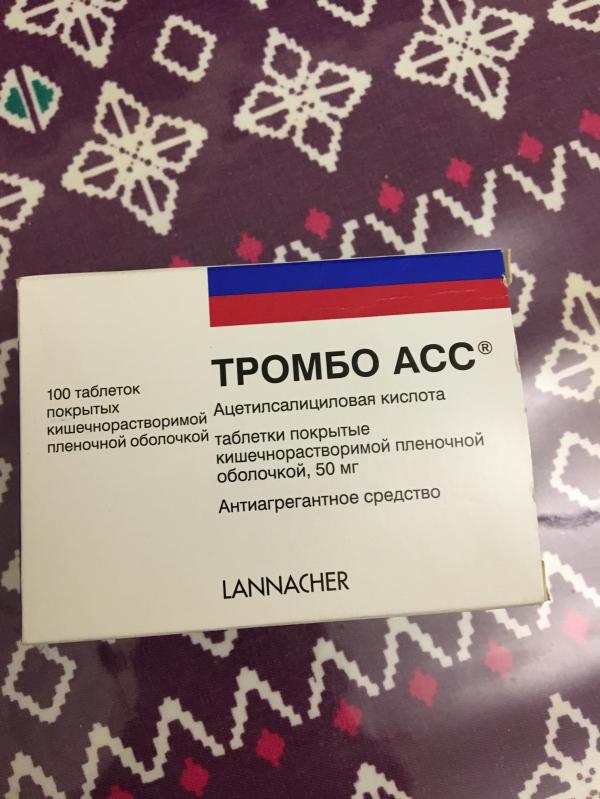 100 таблеток
покрытых
кишечнорастворимой
пленочной оболочкой
ТРОМБО АСС®
Ацетилсалициловая кислота
таблетки покрытые
кишечнорастворимой пленочной
оболочкой, 50 мг
Антиагрегантное средство
LANNACHER